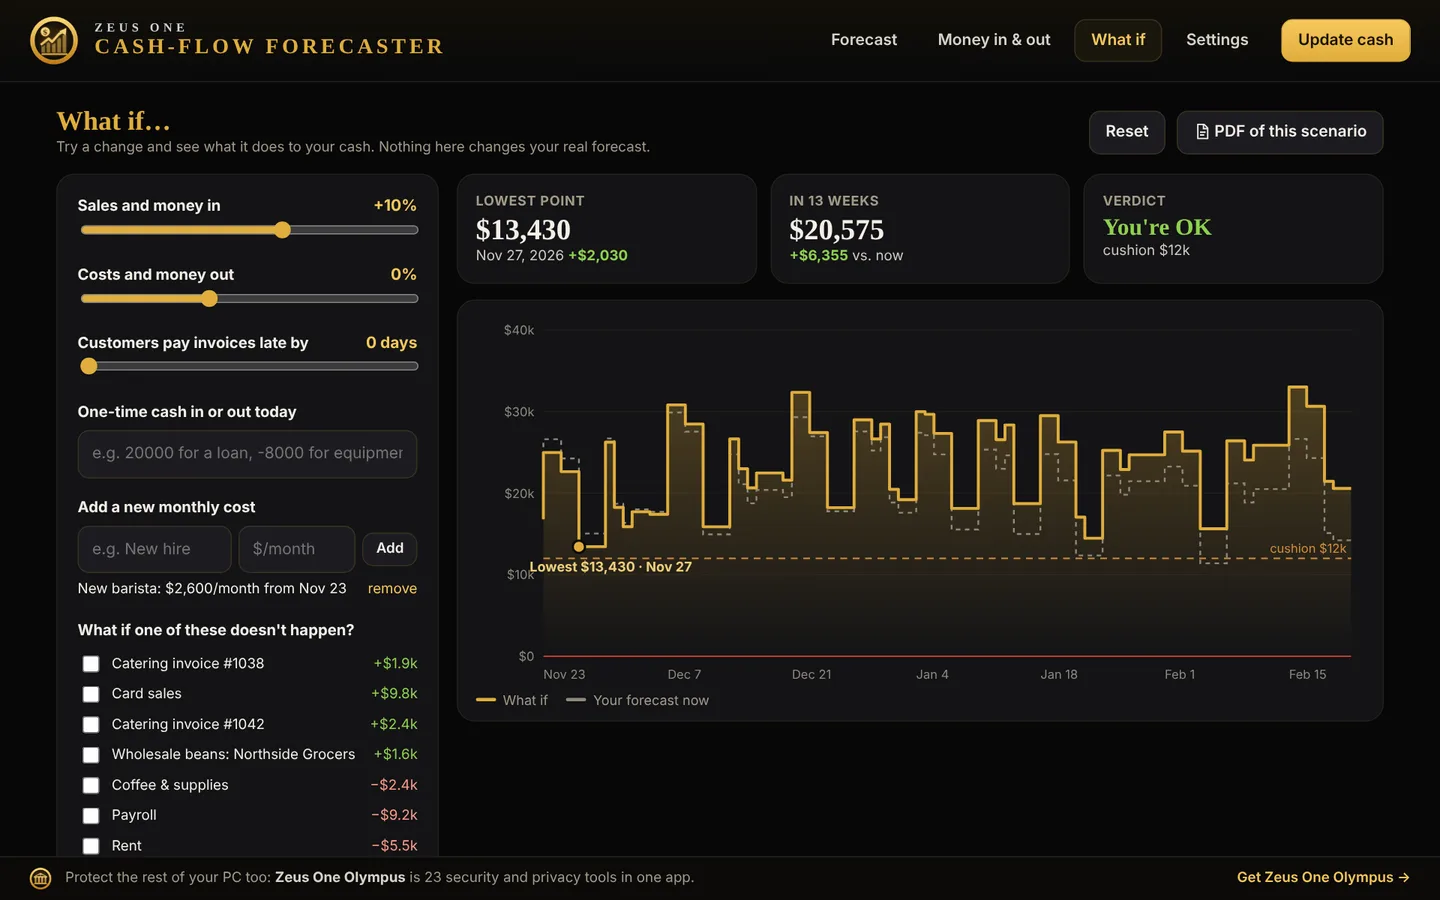 ZEUS ONE
CASH-FLOW FORECASTER
Forecast
Money in & out
What if
Settings
Update cash
What if…
Try a change and see what it does to your cash. Nothing here changes your real forecast.
Reset
PDF of this scenario
Sales and money in +10%
Costs and money out 0%
Customers pay invoices late by 0 days
One-time cash in or out today
e.g. 20000 for a loan, -8000 for equipmer
Add a new monthly cost
e.g. New hire
$/month
Add
New barista: $2,600/month from Nov 23 remove
What if one of these doesn't happen?
Catering invoice #1038 +$1.9k
Card sales +$9.8k
Catering invoice #1042 +$2.4k
Wholesale beans: Northside Grocers +$1.6k
Coffee & supplies −$2.4k
Payroll −$9.2k
Rent −$5.5k
LOWEST POINT
$13,430
Nov 27, 2026 +$2,030
IN 13 WEEKS
$20,575
+$6,355 vs. now
VERDICT
You're OK
cushion $12k
$40k
$30k
$20k
$10k
$0
cushion $12k
Lowest $13,430 · Nov 27
Nov 23 Dec 7 Dec 21 Jan 4 Jan 18 Feb 1 Feb 15
What if
Your forecast now
Protect the rest of your PC too: Zeus One Olympus is 23 security and privacy tools in one app.
Get Zeus One Olympus →